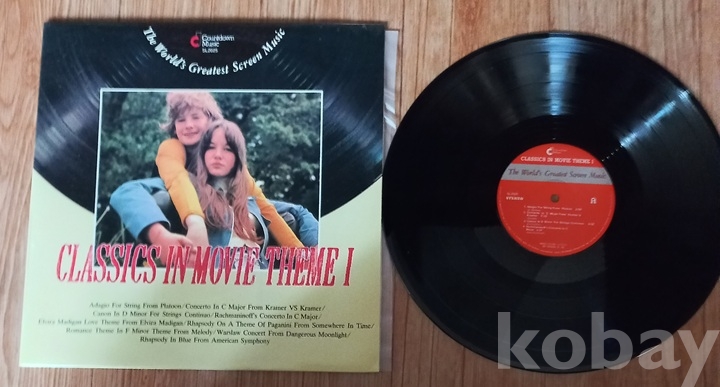 Countdown
Music
The World's Greatest Screen Music
CLASSICS IN MOVIE THEME I
Adagio For String From Platoon/Concerto In C Major From Kramer VS Kramer/
Canon In D Minor For Strings Continuo/Rachmaninoff's Concerto In C Major/
Elvira Madigan Love Theme From Elvira Madigan/Rhapsody On A Theme Of Paganini From Somewhere In Time/
Romance Theme In F Minor Theme From Melody/Warslaw Concert From Dangerous Moonlight/
Rhapsody In Blue From American Symphony
CLASSICS IN MOVIE THEME I
The World's Greatest Screen Music
STEREO
kobay